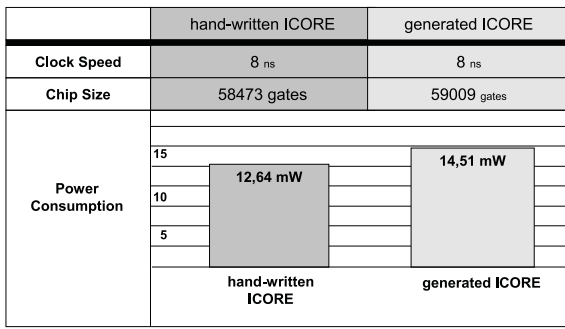 hand-written ICORE generated ICORE
Clock Speed 8 ns 8 ns
Chip Size 58473 gates 59009 gates
Power
Consumption
15
10
5
12,64 mW
14,51 mW
hand-written
ICORE
generated ICORE